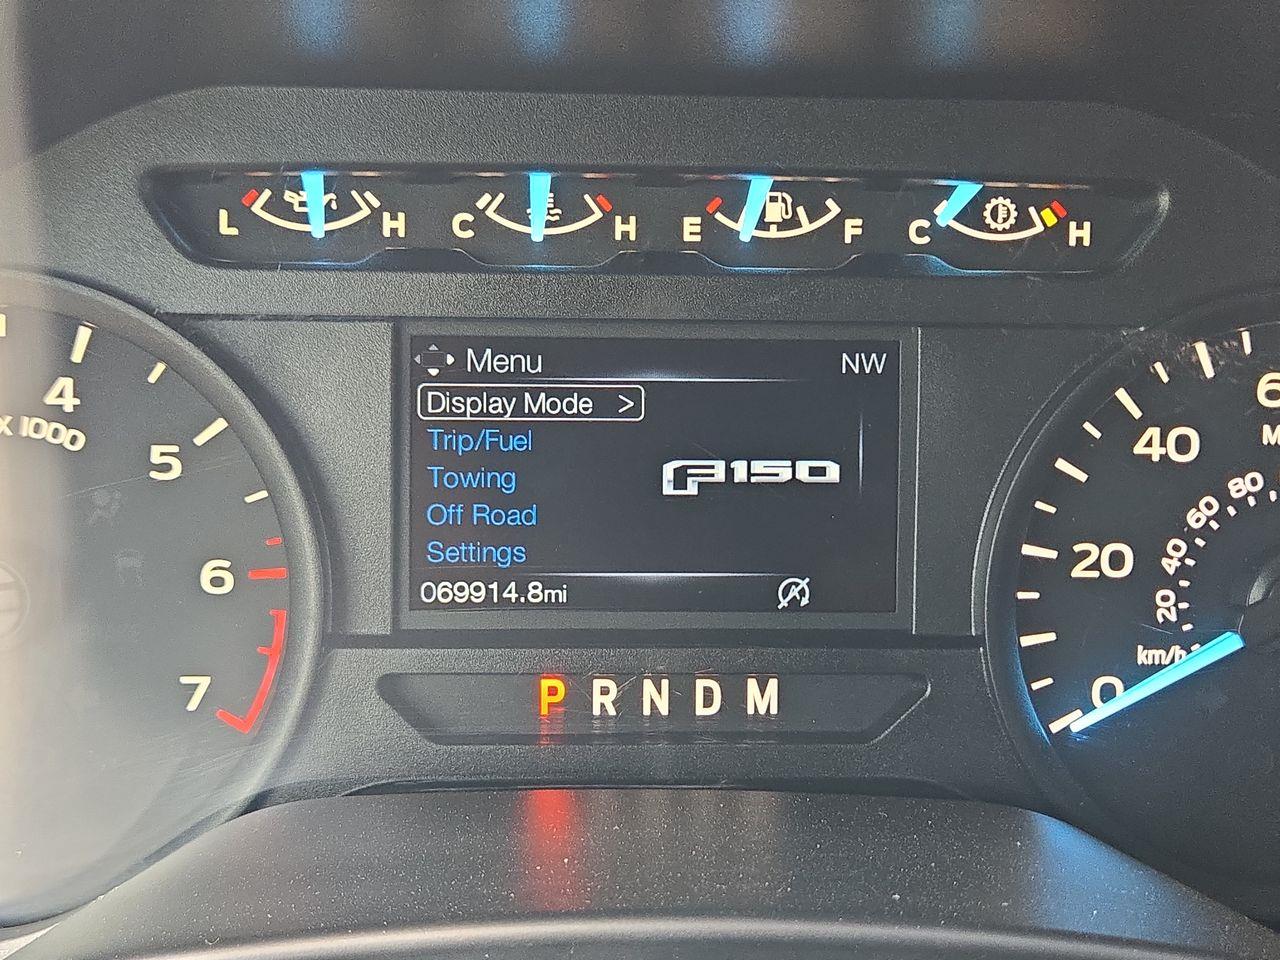 L H C H E F C H
Menu NW
Display Mode >
Trip/Fuel
Towing
Off Road
Settings
F150
069914.8mi
P R N D M
4
x 1000
5
6
7
0
20
40
6
M
km/h
20
40
60
80